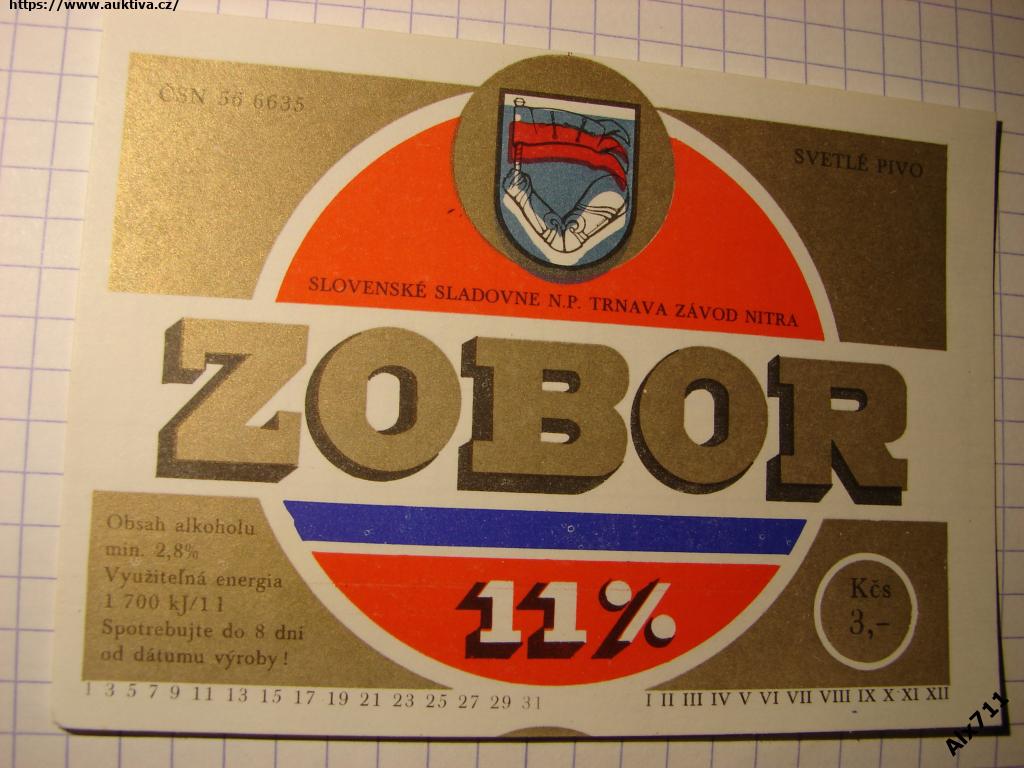 https://www.auktiva.cz/
ČSN 56 6635
SVETLÉ PIVO
SLOVENSKÉ SLADOVNE N.P. TRNAVA ZÁVOD NITRA
ZOBOR
Obsah alkoholu
min. 2,8%
Využiteľná energia
1 700 kJ/1 l
Spotrebujte do 8 dní
od dátumu výroby!
11%
Kčs
3,-
1 3 5 7 9 11 13 15 17 19 21 23 25 27 29 31
I II III IV V VI VII VIII IX X XI XII
Alx711